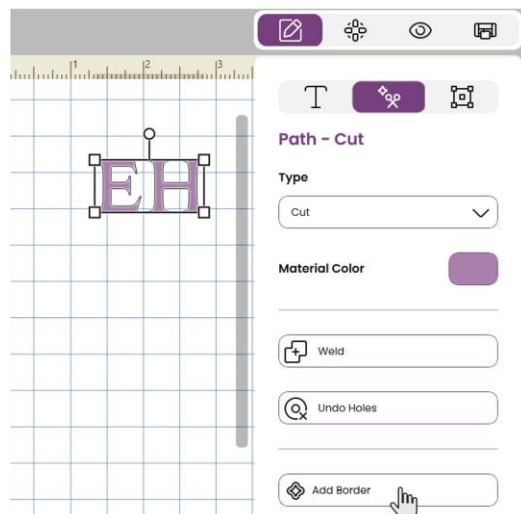 1
2
3
T
EH
Path - Cut
Type
Cut
Material Color
Weld
Undo Holes
Add Border